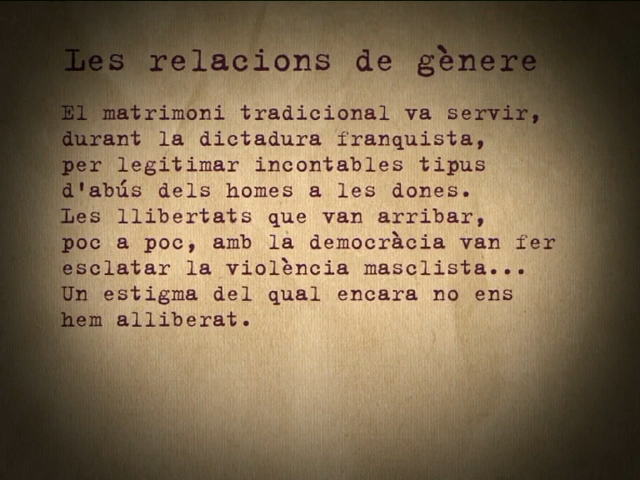 Les relacions de gènere
El matrimoni tradicional va servir,
durant la dictadura franquista,
per legitimar incontables tipus
d'abús dels homes a les dones.
Les llibertats que van arribar,
poc a poc, amb la democràcia van fer
esclatar la violència masclista...
Un estigma del qual encara no ens
hem alliberat.